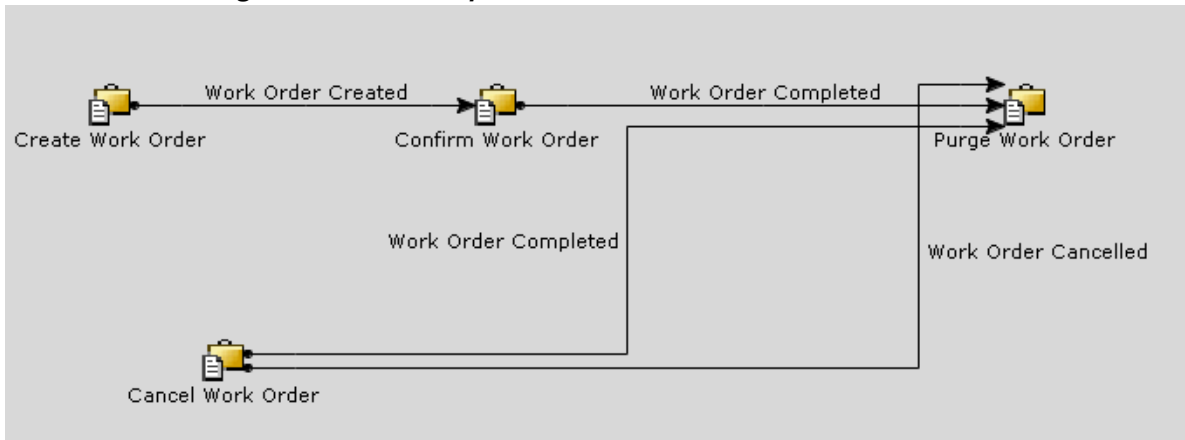 Work Order Created
Work Order Completed
Create Work Order
Confirm Work Order
Purge Work Order
Work Order Completed
Work Order Cancelled
Cancel Work Order